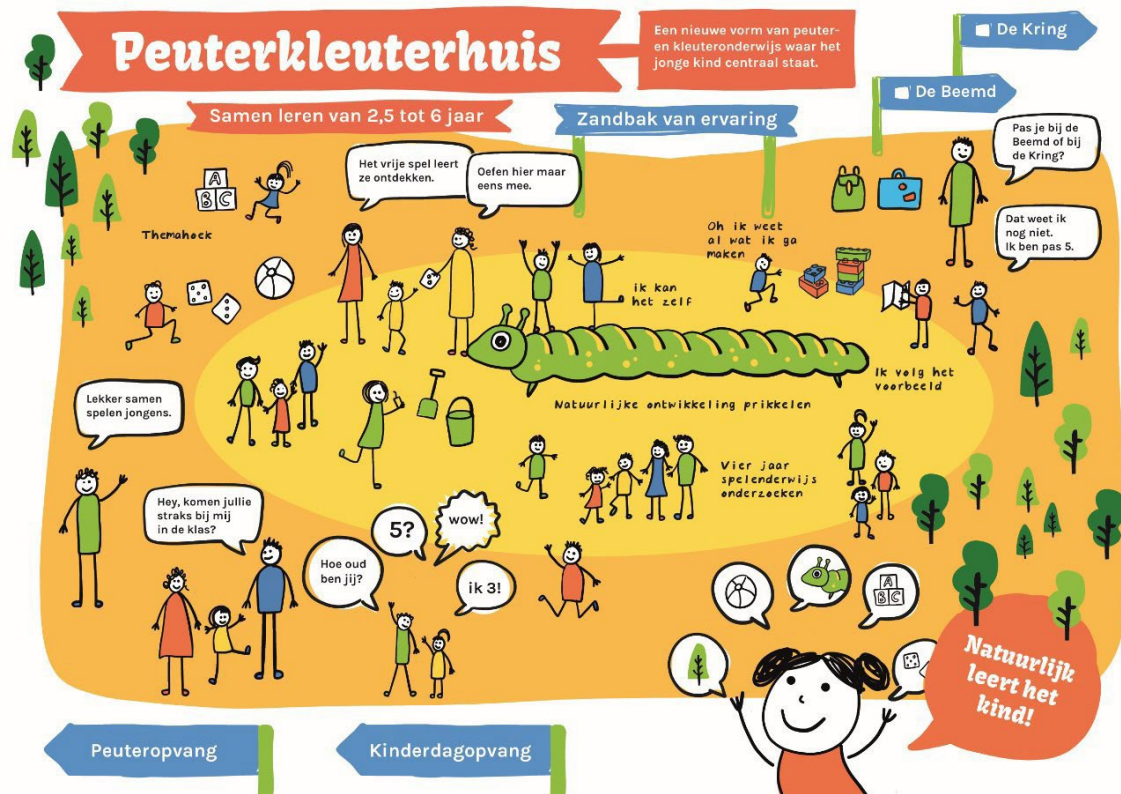 Peuterkleuterhuis
Een nieuwe vorm van peuter-
en kleuteronderwijs waar het
jonge kind centraal staat.
De Kring
De Beemd
Samen leren van 2,5 tot 6 jaar
Zandbak van ervaring
Pas je bij de
Beemd of bij
de Kring?
Het vrije spel leert
ze ontdekken.
Oefen hier maar
eens mee.
A
B C
Themahoek
Oh ik weet
al wat ik ga
maken
Dat weet ik
nog niet.
Ik ben pas 5.
ik kan
het zelf
Ik volg het
voorbeeld
Natuurlijke ontwikkeling prikkelen
Lekker samen
spelen jongens.
Vier jaar
spelenderwijs
onderzoeken
Hey, komen jullie
straks bij mij
in de klas?
5?
wow!
Hoe oud
ben jij?
ik 3!
A
B C
Natuurlijk
leert het
kind!
Peuteropvang
Kinderdagopvang